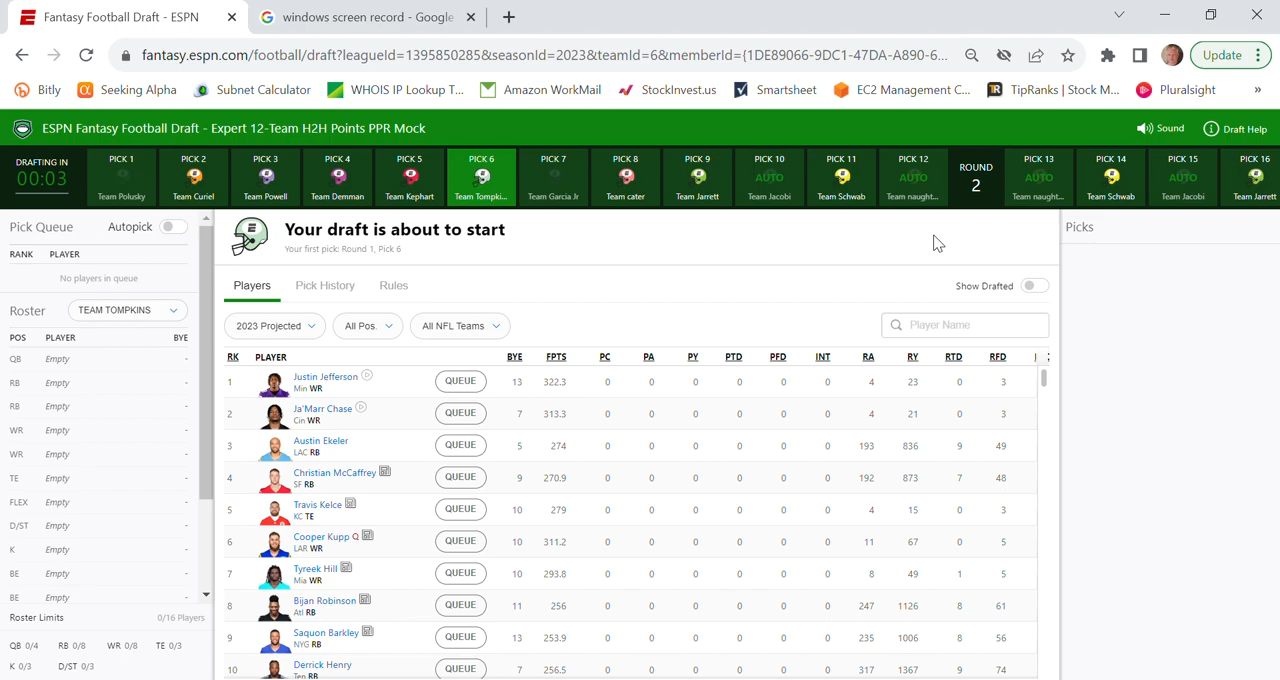 Fantasy Football Draft - ESPN
windows screen record - Google
fantasy.espn.com/football/draft?leagueId=1395850285&seasonId=2023&teamId=6&memberId={1DE89066-9DC1-47DA-A890-6...
Update
Bitly
Seeking Alpha
Subnet Calculator
WHOIS IP Lookup T...
Amazon WorkMail
StockInvest.us
Smartsheet
EC2 Management C...
TipRanks | Stock M...
Pluralsight
»
ESPN Fantasy Football Draft - Expert 12-Team H2H Points PPR Mock
Sound
Draft Help
DRAFTING IN
00:03
PICK 1
Team Polusky
PICK 2
Team Curiel
PICK 3
Team Powell
PICK 4
Team Demman
PICK 5
Team Kephart
PICK 6
Team Tompki...
PICK 7
Team Garcia Jr
PICK 8
Team cater
PICK 9
Team Jarrett
PICK 10
AUTO
Team Jacobi
PICK 11
Team Schwab
PICK 12
AUTO
Team naught...
ROUND
2
PICK 13
AUTO
Team naught...
PICK 14
Team Schwab
PICK 15
AUTO
Team Jacobi
PICK 16
Team Jarrett
Pick Queue
Autopick
RANK PLAYER
No players in queue
Roster
TEAM TOMPKINS
POS PLAYER BYE
QB Empty -
RB Empty -
RB Empty -
WR Empty -
WR Empty -
TE Empty -
FLEX Empty -
D/ST Empty -
K Empty -
BE Empty -
BE Empty -
Roster Limits 0/16 Players
QB 0/4 RB 0/8 WR 0/8 TE 0/3
K 0/3 D/ST 0/3
Your draft is about to start
Your first pick: Round 1, Pick 6
Players Pick History Rules
Show Drafted
2023 Projected
All Pos.
All NFL Teams
Player Name
RK PLAYER BYE FPTS PC PA PY PTD PFD INT RA RY RTD RFD
1 Justin Jefferson QUEUE 13 322.3 0 0 0 0 0 0 4 23 0 3
Min WR
2 Ja'Marr Chase QUEUE 7 313.3 0 0 0 0 0 0 4 21 0 3
Cin WR
3 Austin Ekeler QUEUE 5 274 0 0 0 0 0 0 193 836 9 49
LAC RB
4 Christian McCaffrey QUEUE 9 270.9 0 0 0 0 0 0 192 873 7 48
SF RB
5 Travis Kelce QUEUE 10 279 0 0 0 0 0 0 4 15 0 3
KC TE
6 Cooper Kupp Q QUEUE 10 311.2 0 0 0 0 0 0 11 67 0 5
LAR WR
7 Tyreek Hill QUEUE 10 293.8 0 0 0 0 0 0 8 49 1 5
Mia WR
8 Bijan Robinson QUEUE 11 256 0 0 0 0 0 0 247 1126 8 61
Atl RB
9 Saquon Barkley QUEUE 13 253.9 0 0 0 0 0 0 235 1006 8 56
NYG RB
10 Derrick Henry QUEUE 7 256.5 0 0 0 0 0 0 317 1367 9 74
Ten RB
Picks